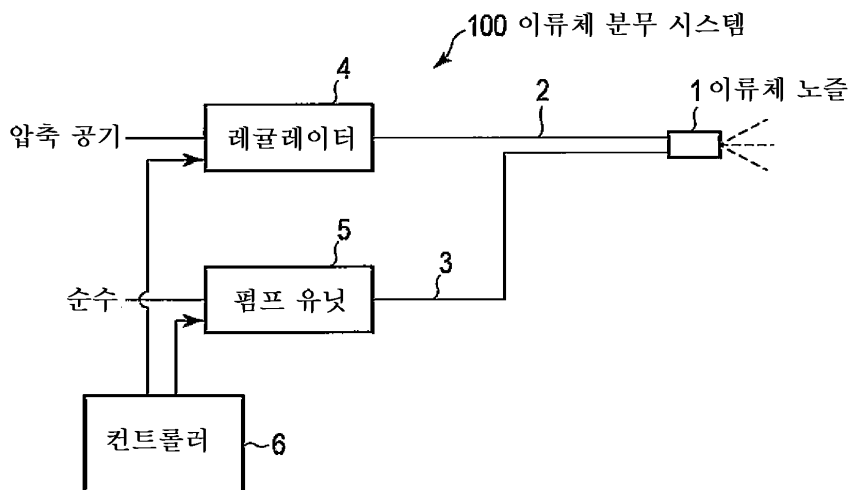 100 이류체 분무 시스템
4
2
1 이류체 노즐
압축 공기
레귤레이터
5
3
순수
펌프 유닛
컨트롤러
6